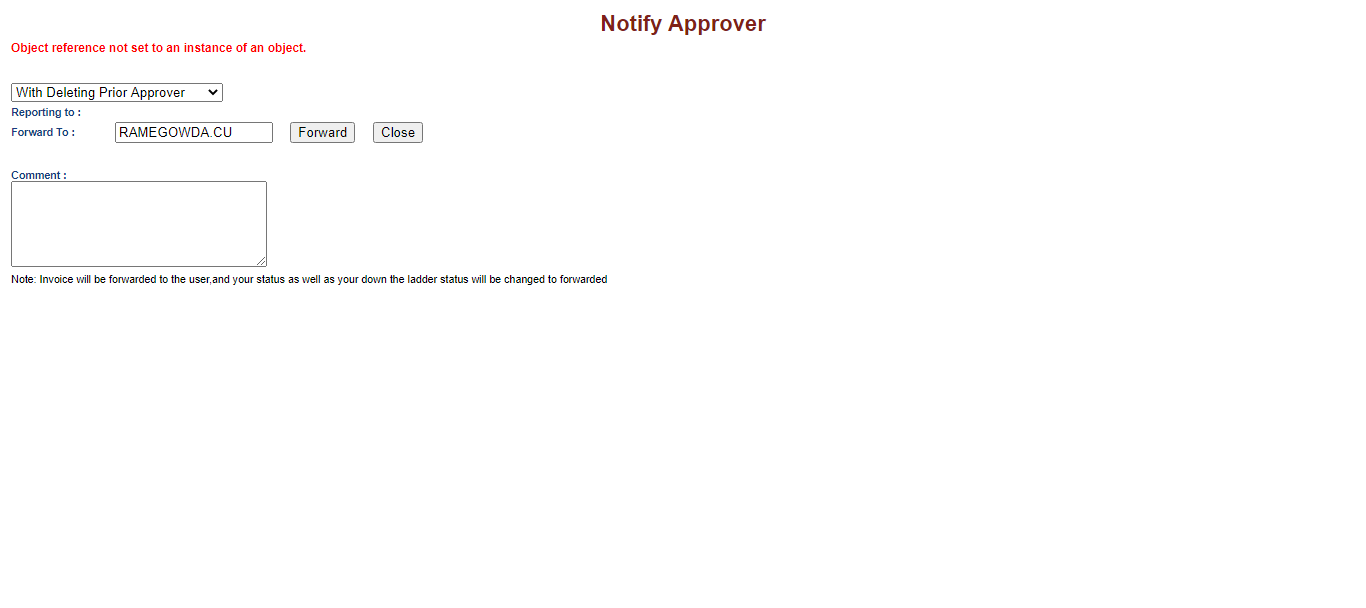 Notify Approver
Object reference not set to an instance of an object.
With Deleting Prior Approver
Reporting to :
Forward To : RAMEGOWDA.CU Forward Close
Comment :
Note: Invoice will be forwarded to the user,and your status as well as your down the ladder status will be changed to forwarded